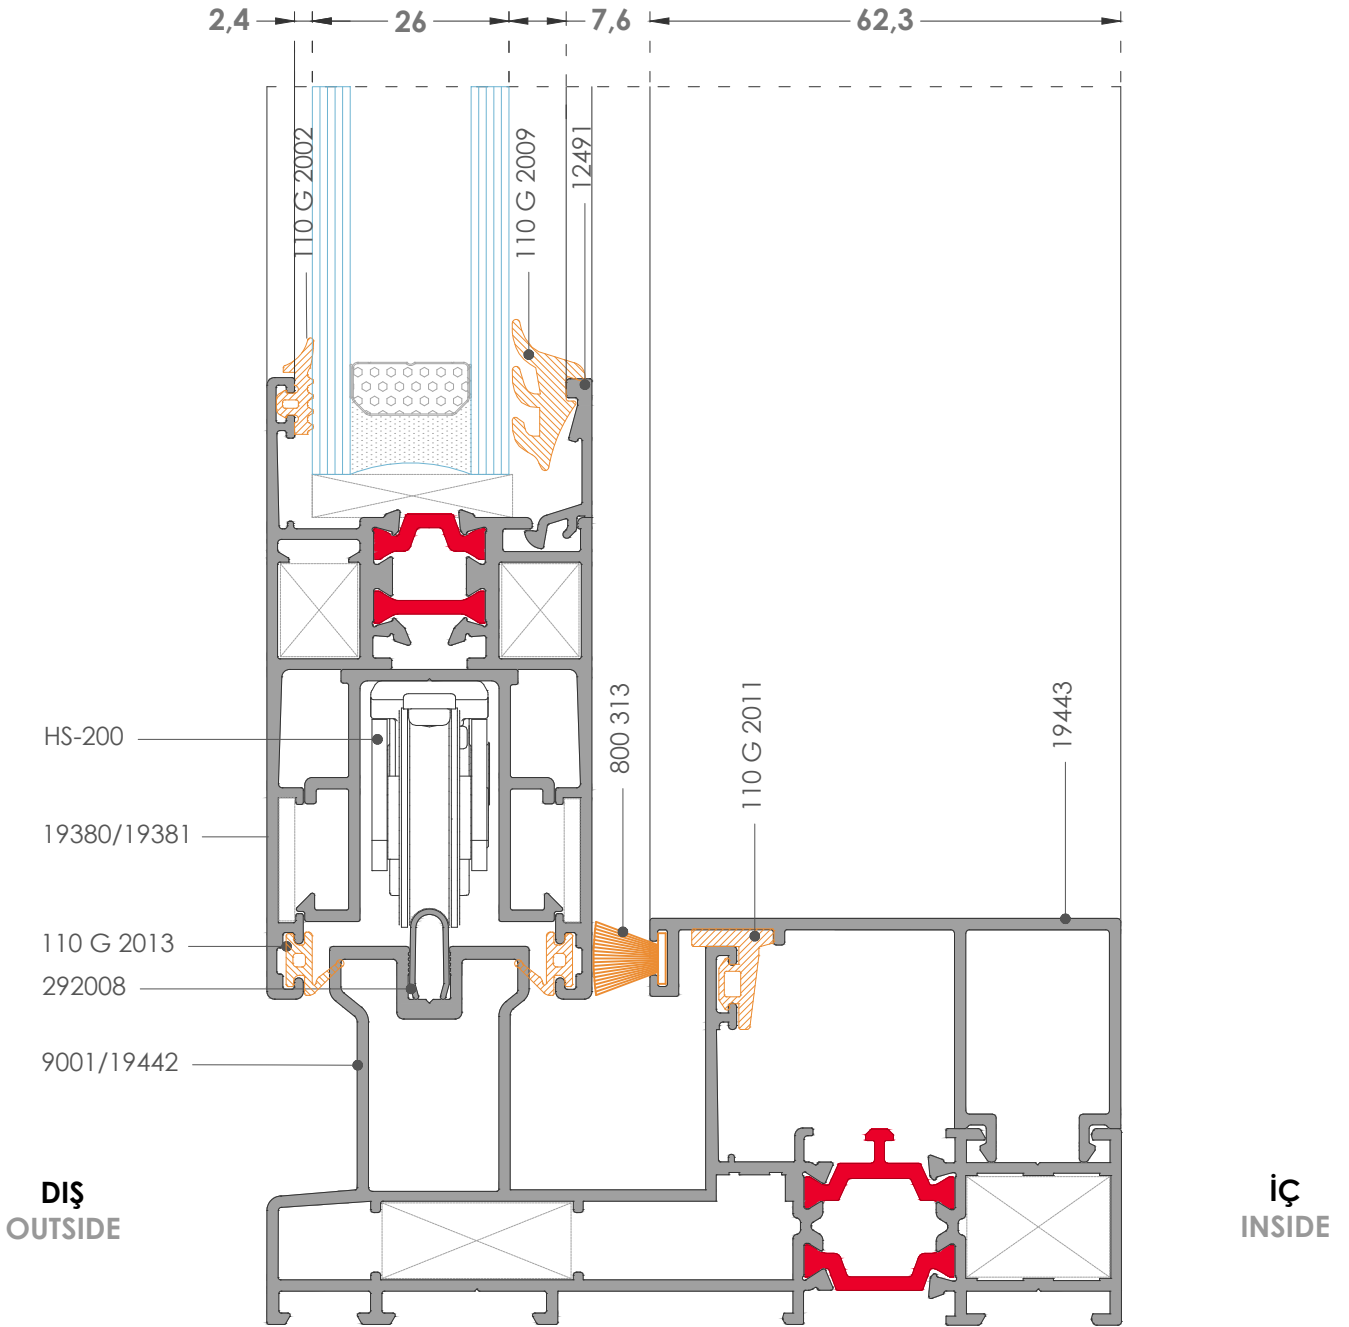 2,4
26
7,6
62,3
110 G 2002
110 G 2009
12491
HS-200
800 313
110 G 2011
19443
19380/19381
110 G 2013
292008
9001/19442
DIŞ
OUTSIDE
İÇ
INSIDE